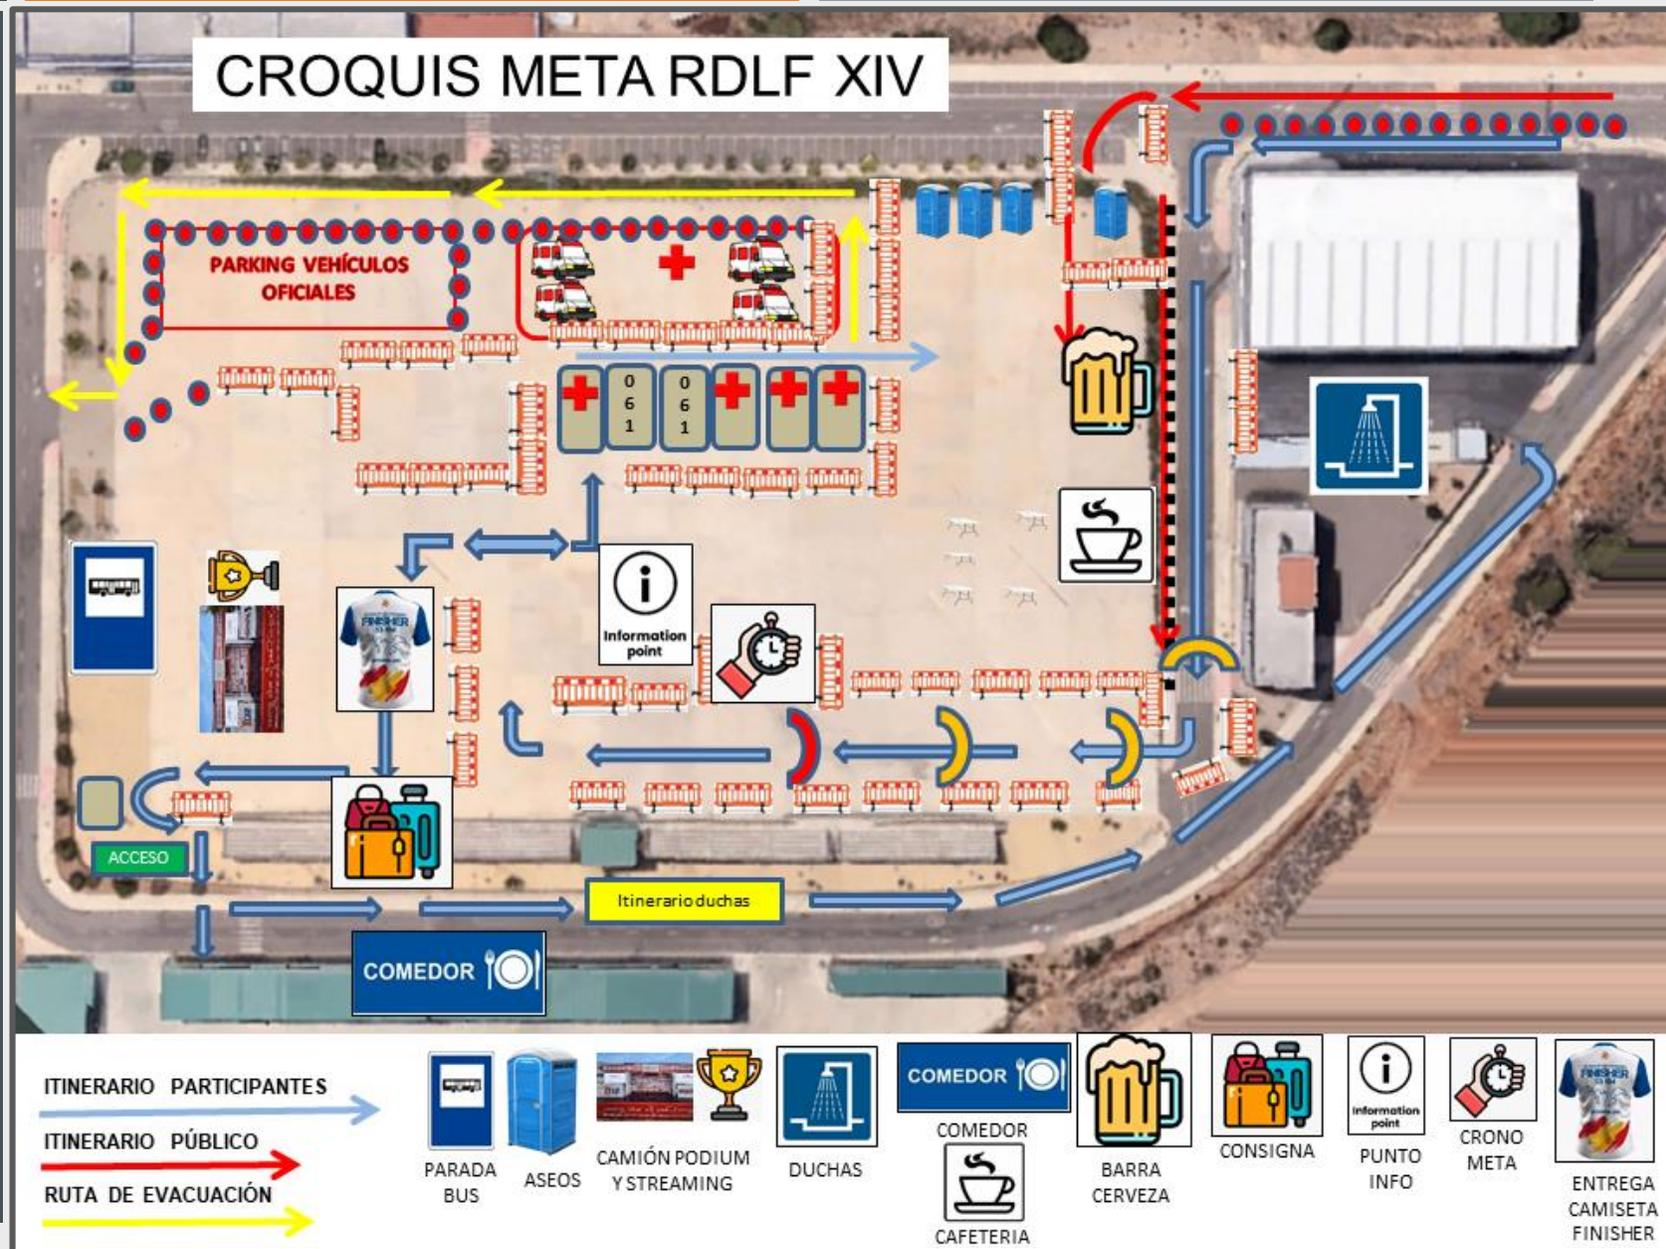 CROQUIS META RDLF XIV
PARKING VEHÍCULOS
OFICIALES
0
6
1
0
6
1
Information
point
FINISHER
ACCESO
Itinerario duchas
COMEDOR
ITINERARIO PARTICIPANTES
ITINERARIO PÚBLICO
RUTA DE EVACUACIÓN
PARADA
BUS
ASEOS
CAMIÓN PODIUM
Y STREAMING
DUCHAS
COMEDOR
COMEDOR
CAFETERIA
BARRA
CERVEZA
CONSIGNA
Information
point
PUNTO
INFO
CRONO
META
FINISHER
ENTREGA
CAMISETA
FINISHER